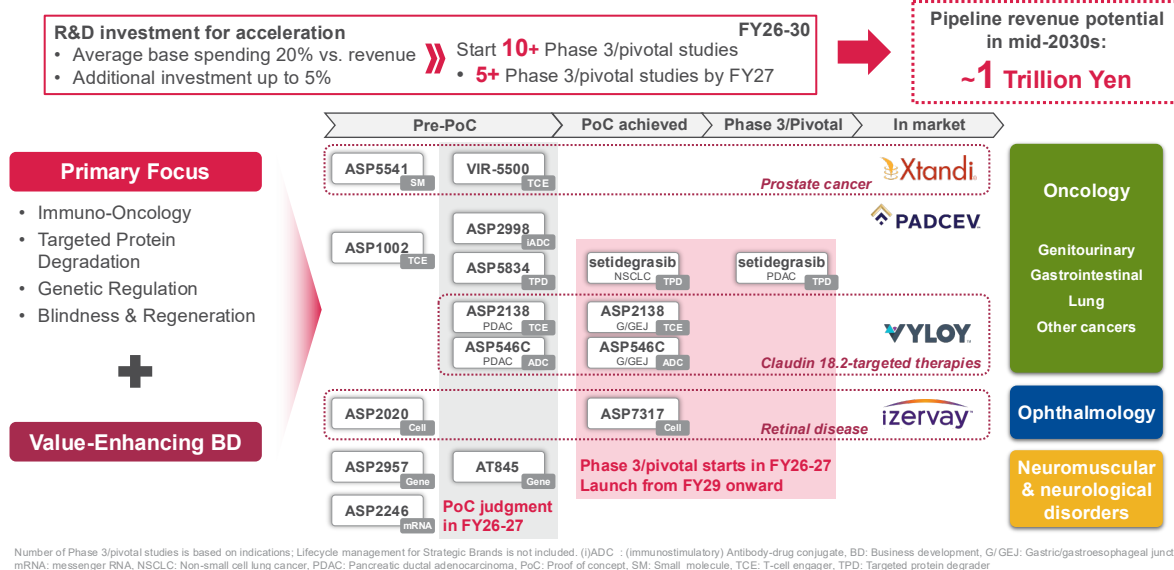 R&D investment for acceleration
• Average base spending 20% vs. revenue
• Additional investment up to 5%
FY26-30
Start 10+ Phase 3/pivotal studies
• 5+ Phase 3/pivotal studies by FY27
Pipeline revenue potential
in mid-2030s:
~1 Trillion Yen
Pre-PoC
PoC achieved
Phase 3/Pivotal
In market
Primary Focus
• Immuno-Oncology
• Targeted Protein
Degradation
• Genetic Regulation
• Blindness & Regeneration
Value-Enhancing BD
ASP5541
SM
VIR-5500
TCE
Prostate cancer
Xtandi
PADCEV
ASP1002
TCE
ASP2998
iADC
ASP5834
TPD
setidegrasib
NSCLC
TPD
setidegrasib
PDAC
TPD
ASP2138
PDAC
TCE
ASP2138
G/GEJ
TCE
ASP546C
PDAC
ADC
ASP546C
G/GEJ
ADC
VYLOY
Claudin 18.2-targeted therapies
ASP2020
Cell
ASP7317
Cell
Retinal disease
izervay
ASP2957
Gene
AT845
Gene
ASP2246
mRNA
PoC judgment
in FY26-27
Phase 3/pivotal starts in FY26-27
Launch from FY29 onward
Oncology
Genitourinary
Gastrointestinal
Lung
Other cancers
Ophthalmology
Neuromuscular
& neurological
disorders
Number of Phase 3/pivotal studies is based on indications; Lifecycle management for Strategic Brands is not included. (i)ADC : (immunostimulatory) Antibody-drug conjugate, BD: Business development, G/GEJ: Gastric/gastroesophageal junct
mRNA: messenger RNA, NSCLC: Non-small cell lung cancer, PDAC: Pancreatic ductal adenocarcinoma, PoC: Proof of concept, SM: Small molecule, TCE: T-cell engager, TPD: Targeted protein degrader